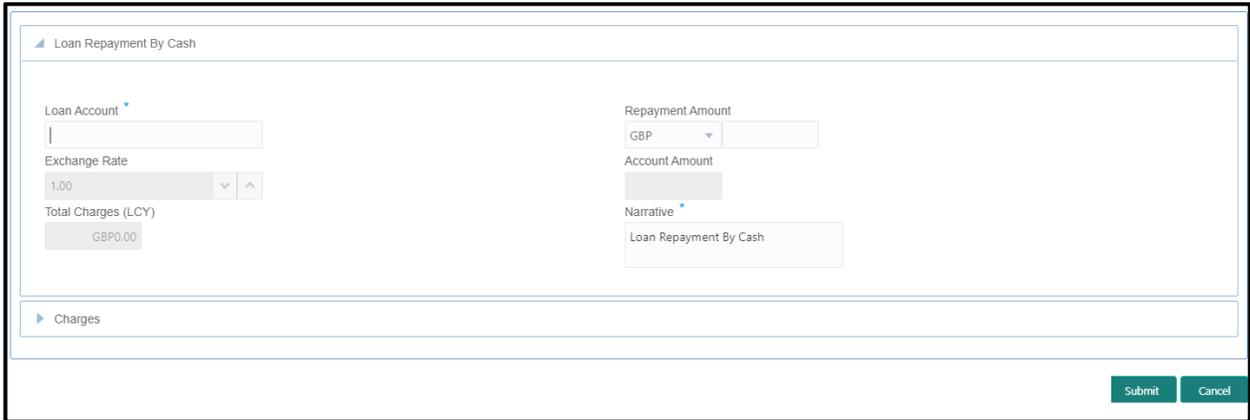 Loan Repayment By Cash
Loan Account *
Repayment Amount
GBP
Exchange Rate
Account Amount
1.00
Total Charges (LCY)
Narrative *
GBP0.00
Loan Repayment By Cash
Charges
Submit
Cancel